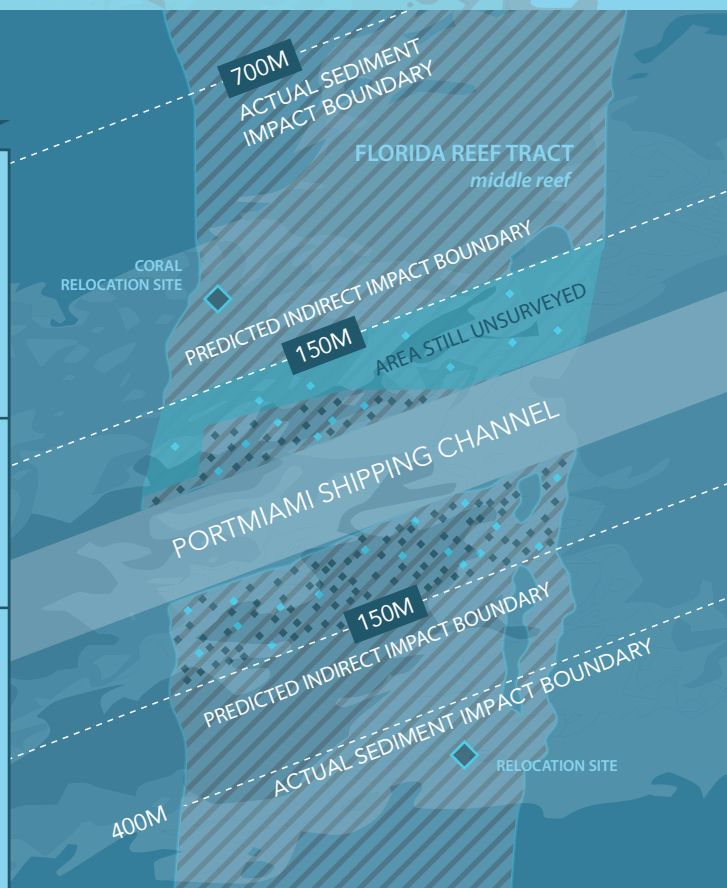 700M
ACTUAL SEDIMENT
IMPACT BOUNDARY
FLORIDA REEF TRACT
middle reef
CORAL
RELOCATION SITE
PREDICTED INDIRECT IMPACT BOUNDARY
150M
AREA STILL UNSURVEYED
PORTMIAMI SHIPPING CHANNEL
150M
PREDICTED INDIRECT IMPACT BOUNDARY
ACTUAL SEDIMENT IMPACT BOUNDARY
RELOCATION SITE
400M